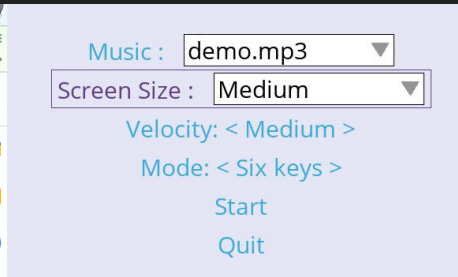 Music : demo.mp3
Screen Size : Medium
Velocity: < Medium >
Mode: < Six keys >
Start
Quit